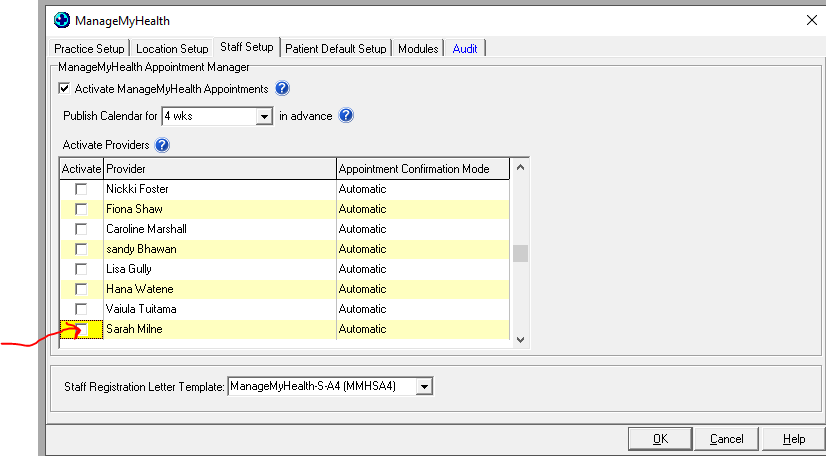 ManageMyHealth
Practice Setup Location Setup Staff Setup Patient Default Setup Modules Audit
ManageMyHealth Appointment Manager
Activate ManageMyHealth Appointments ?
Publish Calendar for 4 wks in advance ?
Activate Providers ?
Activate Provider Appointment Confirmation Mode
Nickki Foster Automatic
Fiona Shaw Automatic
Caroline Marshall Automatic
sandy Bhawan Automatic
Lisa Gully Automatic
Hana Watene Automatic
Vaiula Tuitama Automatic
Sarah Milne Automatic
Staff Registration Letter Template: ManageMyHealth-S-A4 (MMHSA4)
OK Cancel Help